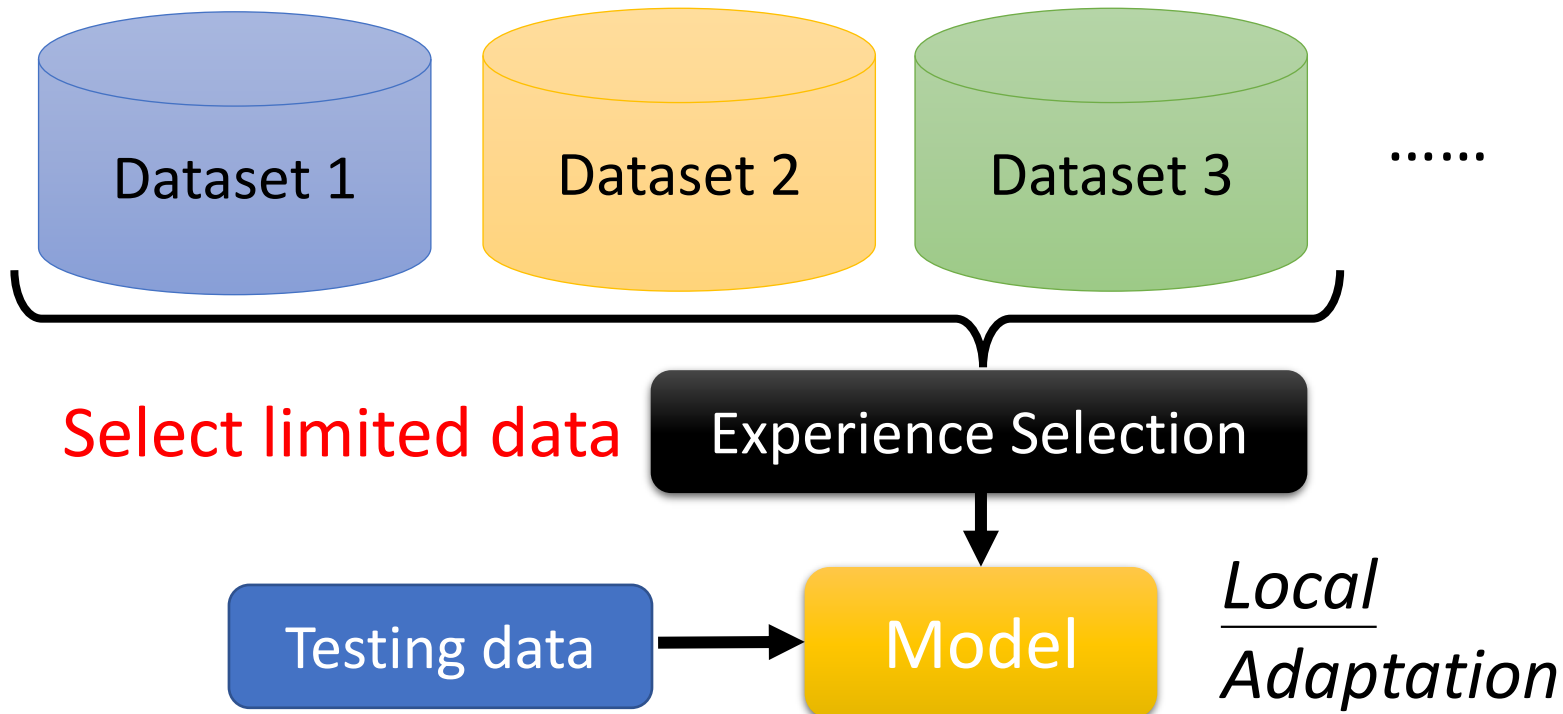 Dataset 1
Dataset 2
Dataset 3
......
Select limited data
Experience Selection
Testing data
Model
Local
Adaptation